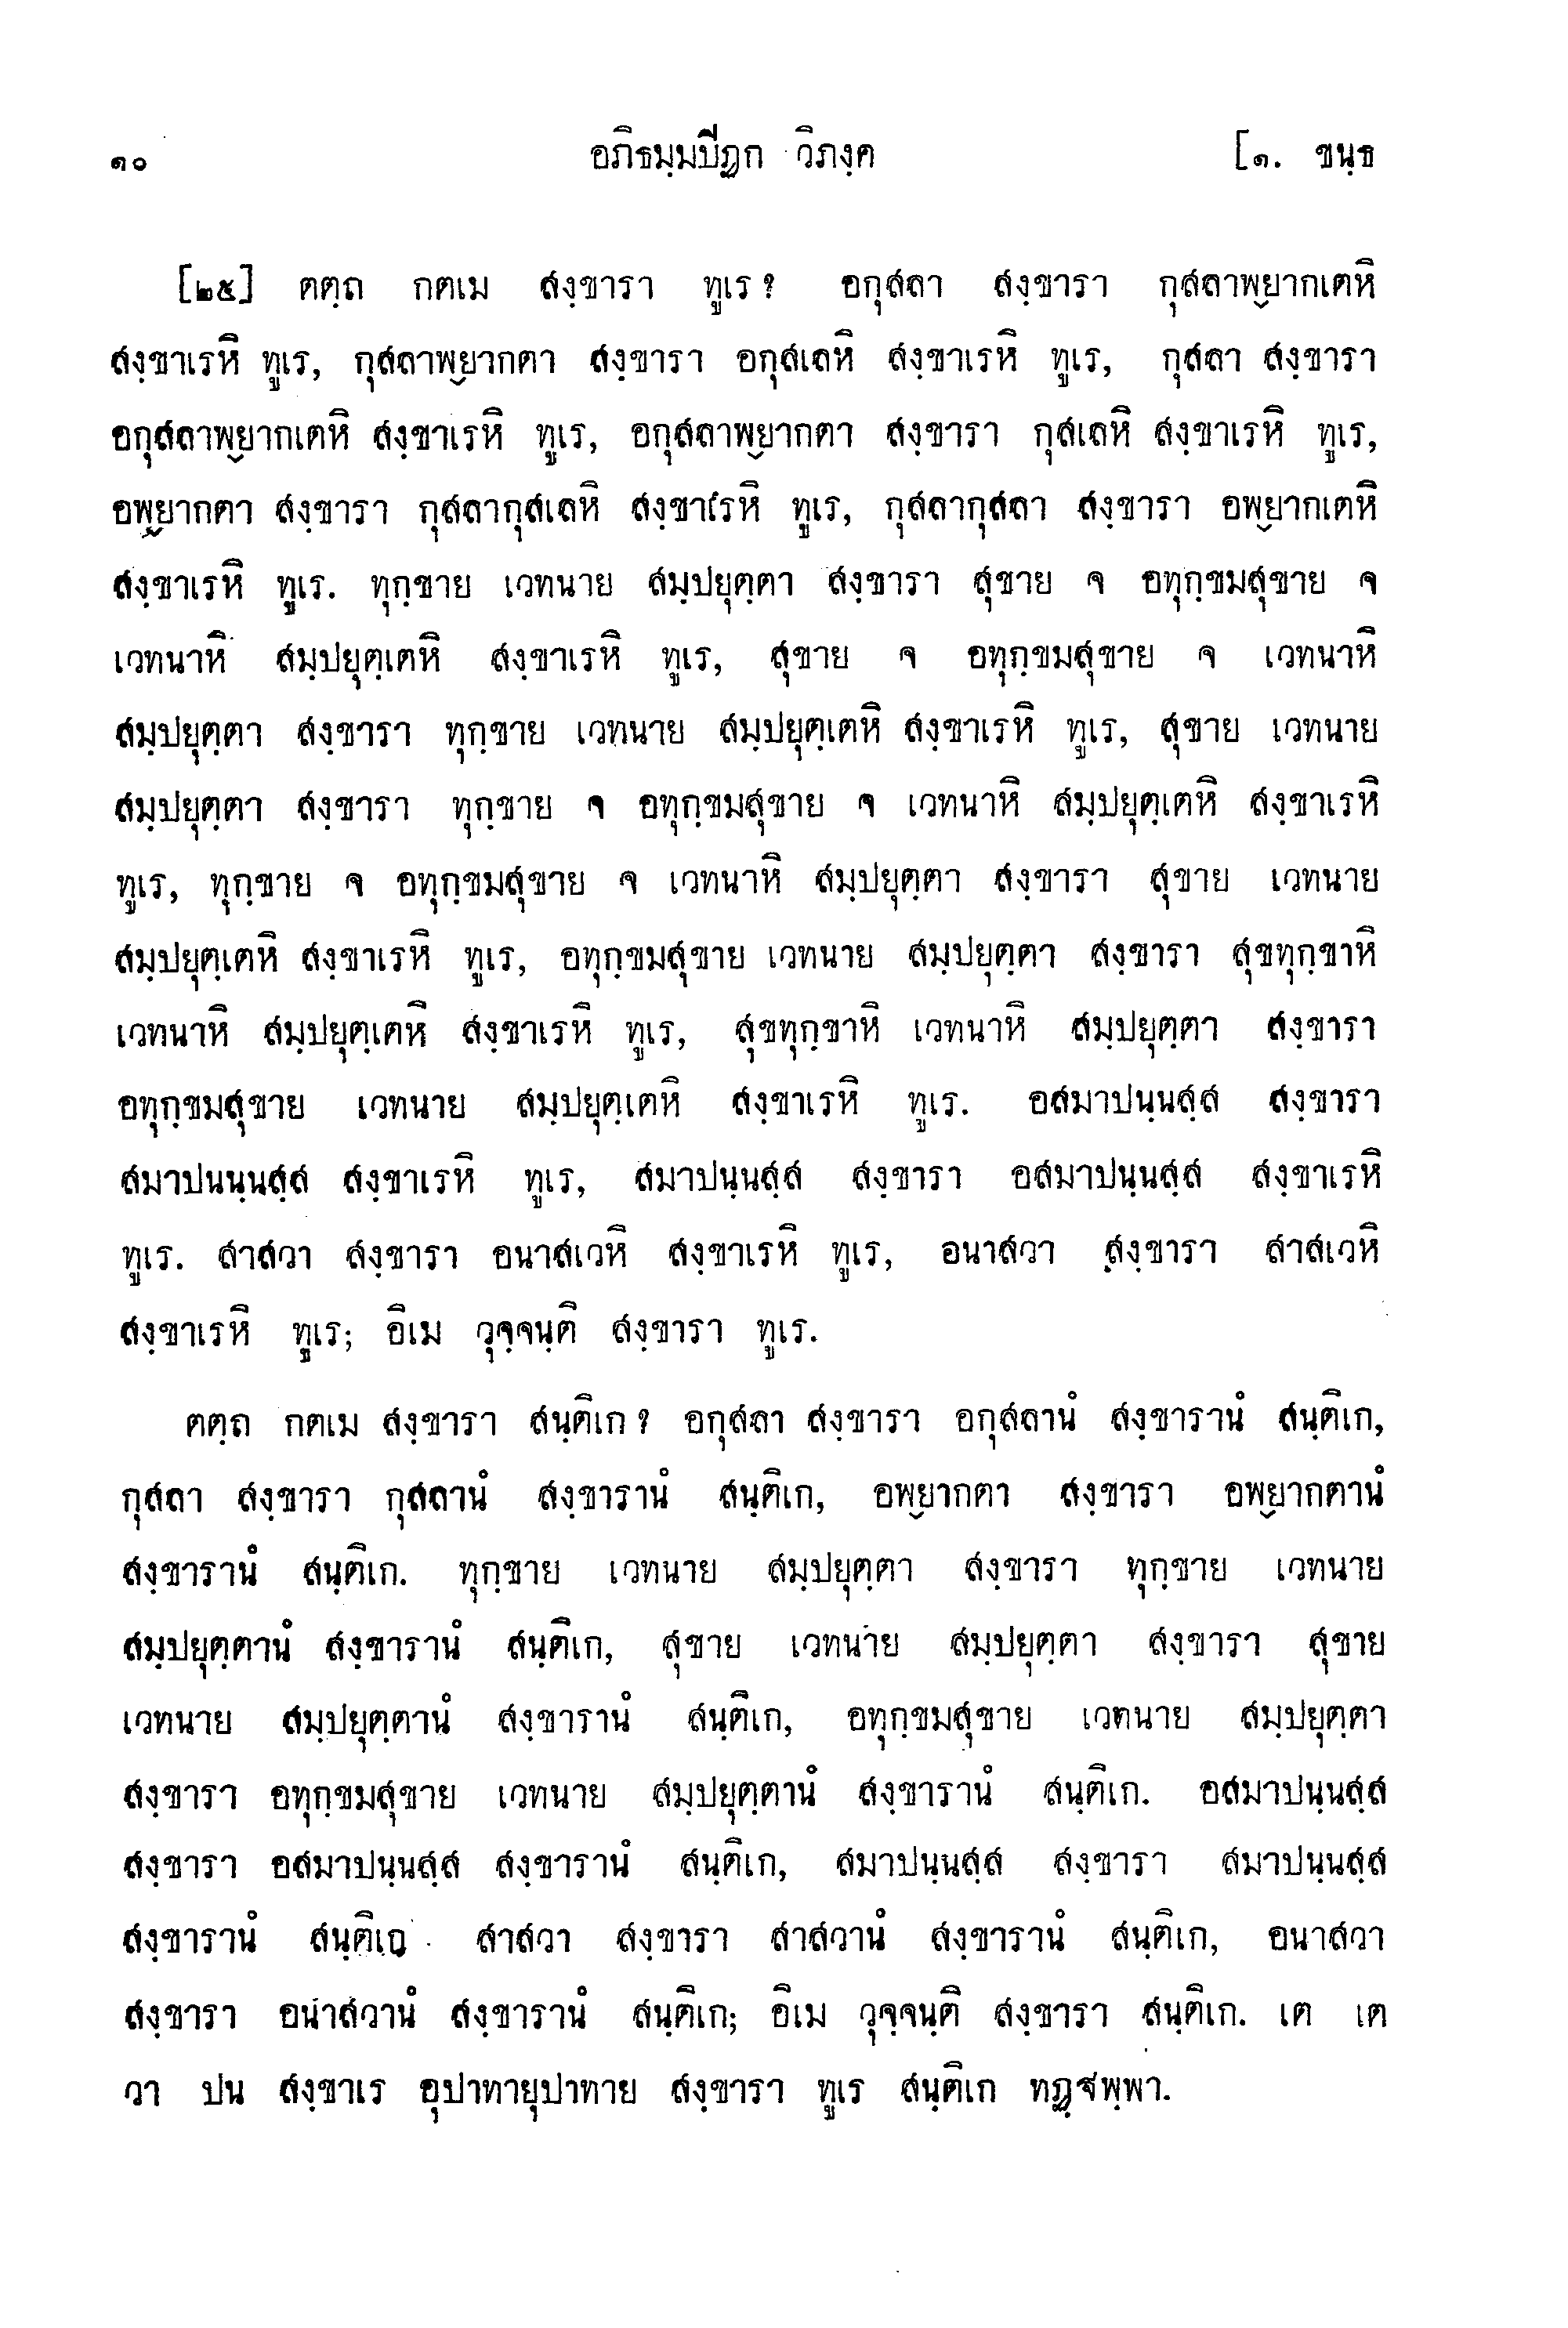 ๑๐ อภิธมฺมปีฏก วิภงฺค [๑. ขนฺธ
[๒๕] ตตฺถ กตเม สงฺขารา ทูเร? อกุสลา สงฺขารา กุสลาพฺยากเตหิ
สงฺขาเรหิ ทูเร, กุสลาพฺยากตา สงฺขารา อกุสเลหิ สงฺขาเรหิ ทูเร, กุสลา สงฺขารา
อกุสลาพฺยากเตหิ สงฺขาเรหิ ทูเร, อกุสลาพฺยากตา สงฺขารา กุสเลหิ สงฺขาเรหิ ทูเร,
อพฺยากตา สงฺขารา กุสลากุสเลหิ สงฺขาเรหิ ทูเร, กุสลากุสลา สงฺขารา อพฺยากเตหิ
สงฺขาเรหิ ทูเร. ทุกฺขาย เวทนาย สมฺปยุตฺตา สงฺขารา สุขาย จ อทุกฺขมสุขาย จ
เวทนาหิ สมฺปยุตฺเตหิ สงฺขาเรหิ ทูเร, สุขาย จ อทุกฺขมสุขาย จ เวทนาหิ
สมฺปยุตฺตา สงฺขารา ทุกฺขาย เวทนาย สมฺปยุตฺเตหิ สงฺขาเรหิ ทูเร, สุขาย เวทนาย
สมฺปยุตฺตา สงฺขารา ทุกฺขาย จ อทุกฺขมสุขาย จ เวทนาหิ สมฺปยุตฺเตหิ สงฺขาเรหิ
ทูเร, ทุกฺขาย จ อทุกฺขมสุขาย จ เวทนาหิ สมฺปยุตฺตา สงฺขารา สุขาย เวทนาย
สมฺปยุตฺเตหิ สงฺขาเรหิ ทูเร, อทุกฺขมสุขาย เวทนาย สมฺปยุตฺตา สงฺขารา สุขทุกฺขาหิ
เวทนาหิ สมฺปยุตฺเตหิ สงฺขาเรหิ ทูเร, สุขทุกฺขาหิ เวทนาหิ สมฺปยุตฺตา สงฺขารา
อทุกฺขมสุขาย เวทนาย สมฺปยุตฺเตหิ สงฺขาเรหิ ทูเร. อสมาปนฺนสฺส สงฺขารา
สมาปนนฺนสฺส สงฺขาเรหิ ทูเร, สมาปนฺนสฺส สงฺขารา อสมาปนฺนสฺส สงฺขาเรหิ
ทูเร. สาสวา สงฺขารา อนาสเวหิ สงฺขาเรหิ ทูเร, อนาสวา สงฺขารา สาสเวหิ
สงฺขาเรหิ ทูเร; อิเม วุจฺจนฺติ สงฺขารา ทูเร.
ตตฺถ กตเม สงฺขารา สนฺติเก? อกุสลา สงฺขารา อกุสลานํ สงฺขารานํ สนฺติเก,
กุสลา สงฺขารา กุสลานํ สงฺขารานํ สนฺติเก, อพฺยากตา สงฺขารา อพฺยากตานํ
สงฺขารานํ สนฺติเก. ทุกฺขาย เวทนาย สมฺปยุตฺตา สงฺขารา ทุกฺขาย เวทนาย
สมฺปยุตฺตานํ สงฺขารานํ สนฺติเก, สุขาย เวทนาย สมฺปยุตฺตา สงฺขารา สุขาย
เวทนาย สมฺปยุตฺตานํ สงฺขารานํ สนฺติเก, อทุกฺขมสุขาย เวทนาย สมฺปยุตฺตา
สงฺขารา อทุกฺขมสุขาย เวทนาย สมฺปยุตฺตานํ สงฺขารานํ สนฺติเก. อสมาปนฺนสฺส
สงฺขารา อสมาปนฺนสฺส สงฺขารานํ สนฺติเก, สมาปนฺนสฺส สงฺขารา สมาปนฺนสฺส
สงฺขารานํ สนฺติเก. สาสวา สงฺขารา สาสวานํ สงฺขารานํ สนฺติเก, อนาสวา
สงฺขารา อนาสวานํ สงฺขารานํ สนฺติเก; อิเม วุจฺจนฺติ สงฺขารา สนฺติเก. เต เต
วา ปน สงฺขาเร อุปาทายุปาทาย สงฺขารา ทูเร สนฺติเก ทฏฺฐพฺพา.